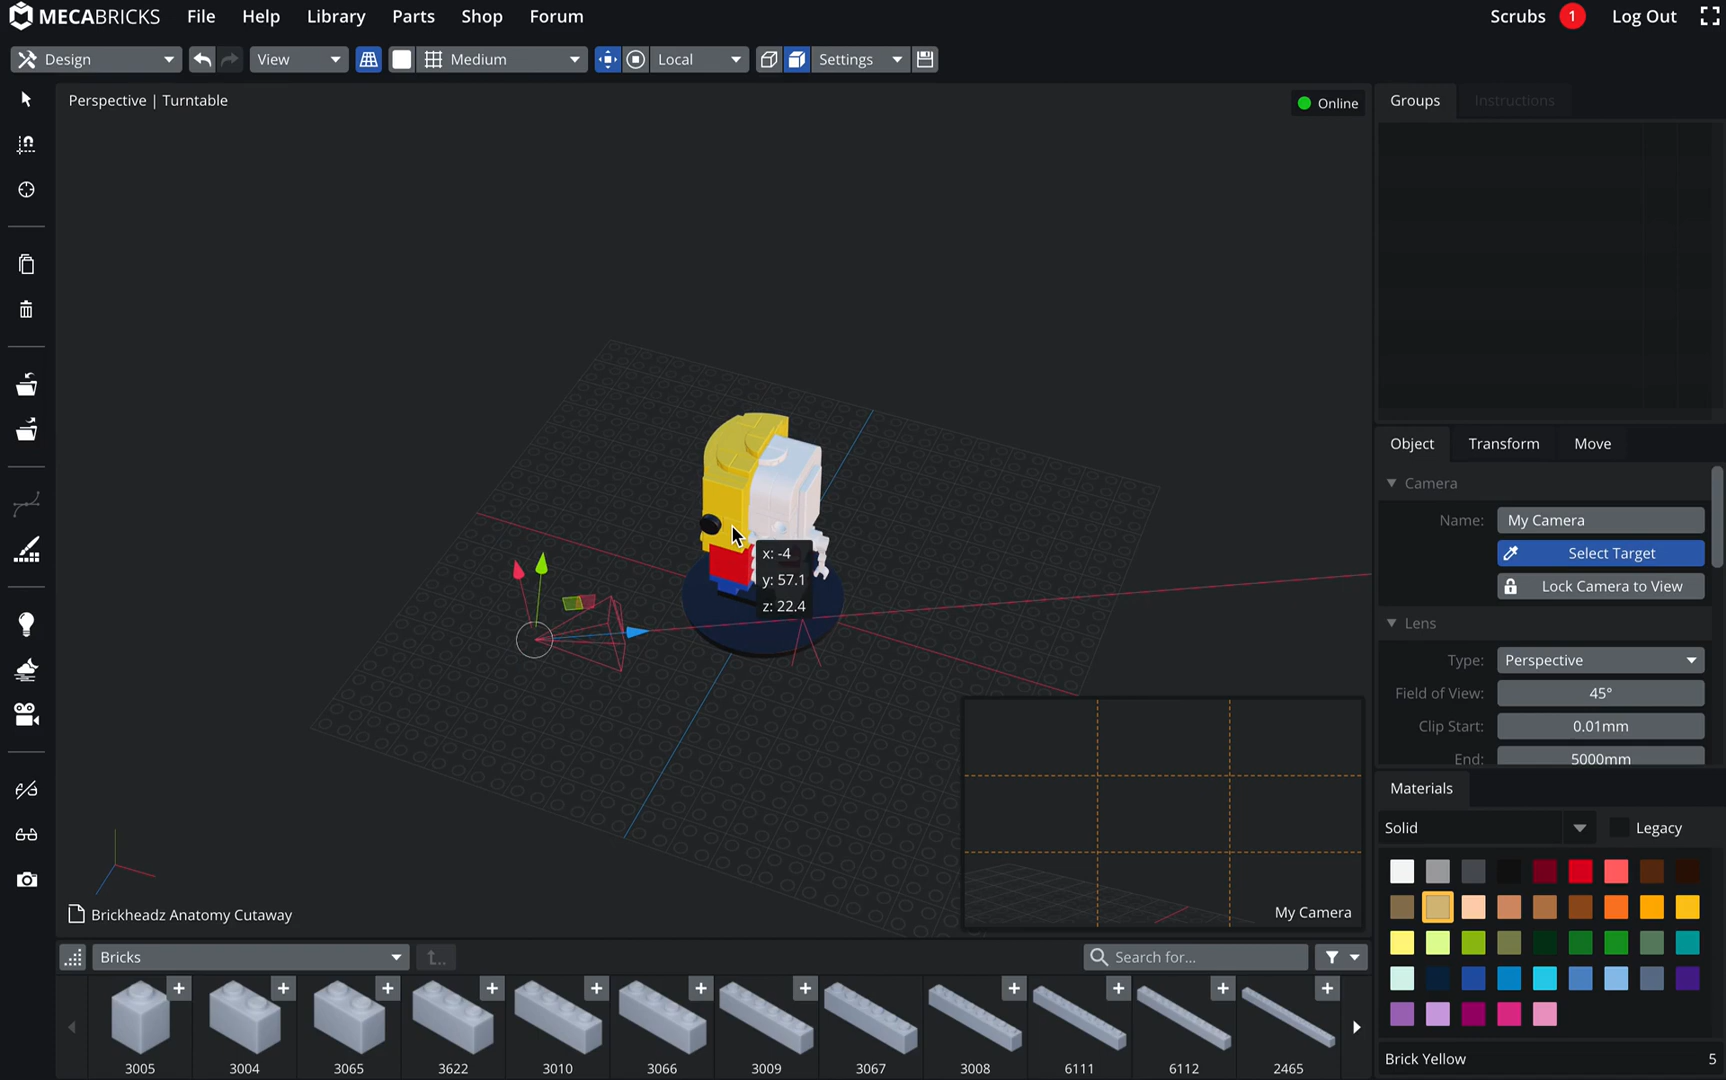 MECABRICKS File Help Library Parts Shop Forum Scrubs 1 Log Out
Design View Medium Local Settings
Perspective | Turntable
Online
Groups Instructions
x: -4
y: 57.1
z: 22.4
Object Transform Move
Camera
Name: My Camera
Select Target
Lock Camera to View
Lens
Type: Perspective
Field of View: 45°
Clip Start: 0.01mm
End: 5000mm
My Camera
Brickheadz Anatomy Cutaway
Materials
Solid Legacy
Brick Yellow 5
Bricks t.. Search for...
3005 3004 3065 3622 3010 3066 3009 3067 3008 6111 6112 2465